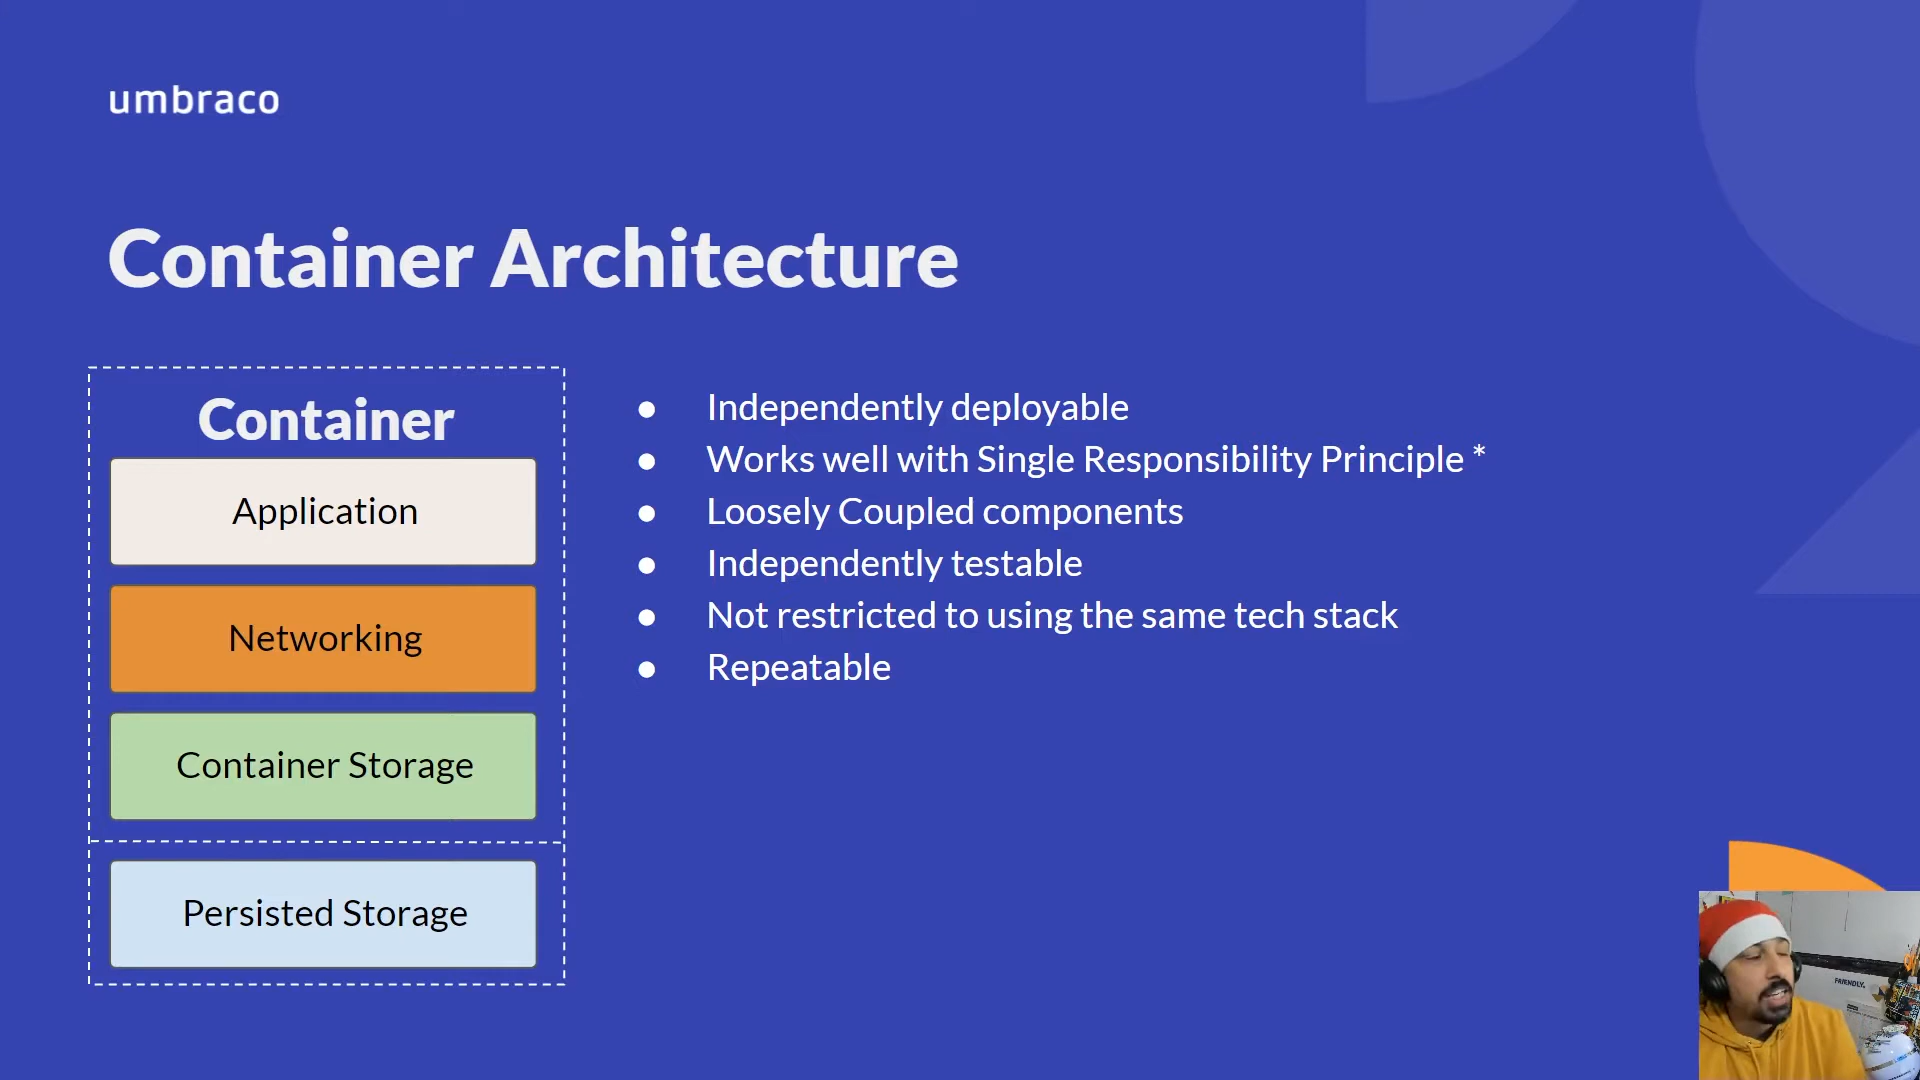 umbraco
Container Architecture
Container
Application
Networking
Container Storage
Persisted Storage
● Independently deployable
● Works well with Single Responsibility Principle *
● Loosely Coupled components
● Independently testable
● Not restricted to using the same tech stack
● Repeatable
FRIENDLY.